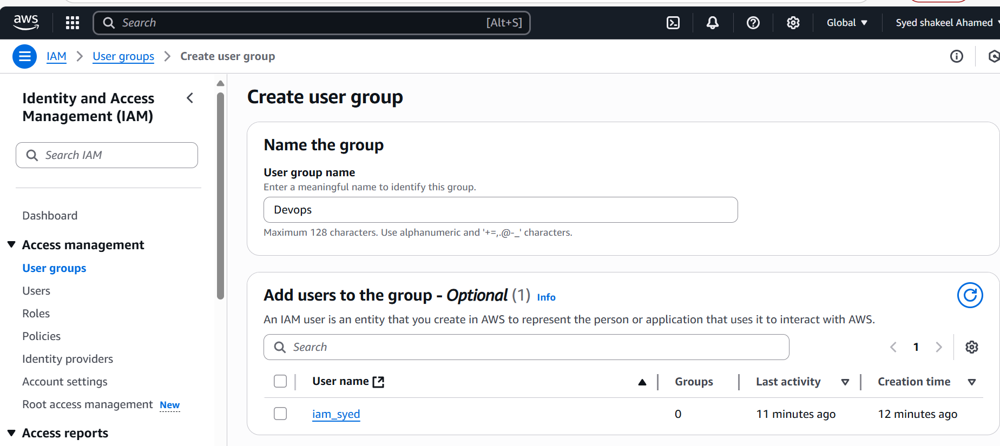 aws
Search [Alt+S] Global Syed shakeel Ahamed
IAM User groups Create user group
Identity and Access
Management (IAM)
Search IAM
Dashboard
Access management
User groups
Users
Roles
Policies
Identity providers
Account settings
Root access management New
Access reports
Create user group
Name the group
User group name
Enter a meaningful name to identify this group.
Devops
Maximum 128 characters. Use alphanumeric and '+=,.@-_' characters.
Add users to the group - Optional (1) Info
An IAM user is an entity that you create in AWS to represent the person or application that uses it to interact with AWS.
Search 1
User name Groups Last activity Creation time
iam_syed 0 11 minutes ago 12 minutes ago